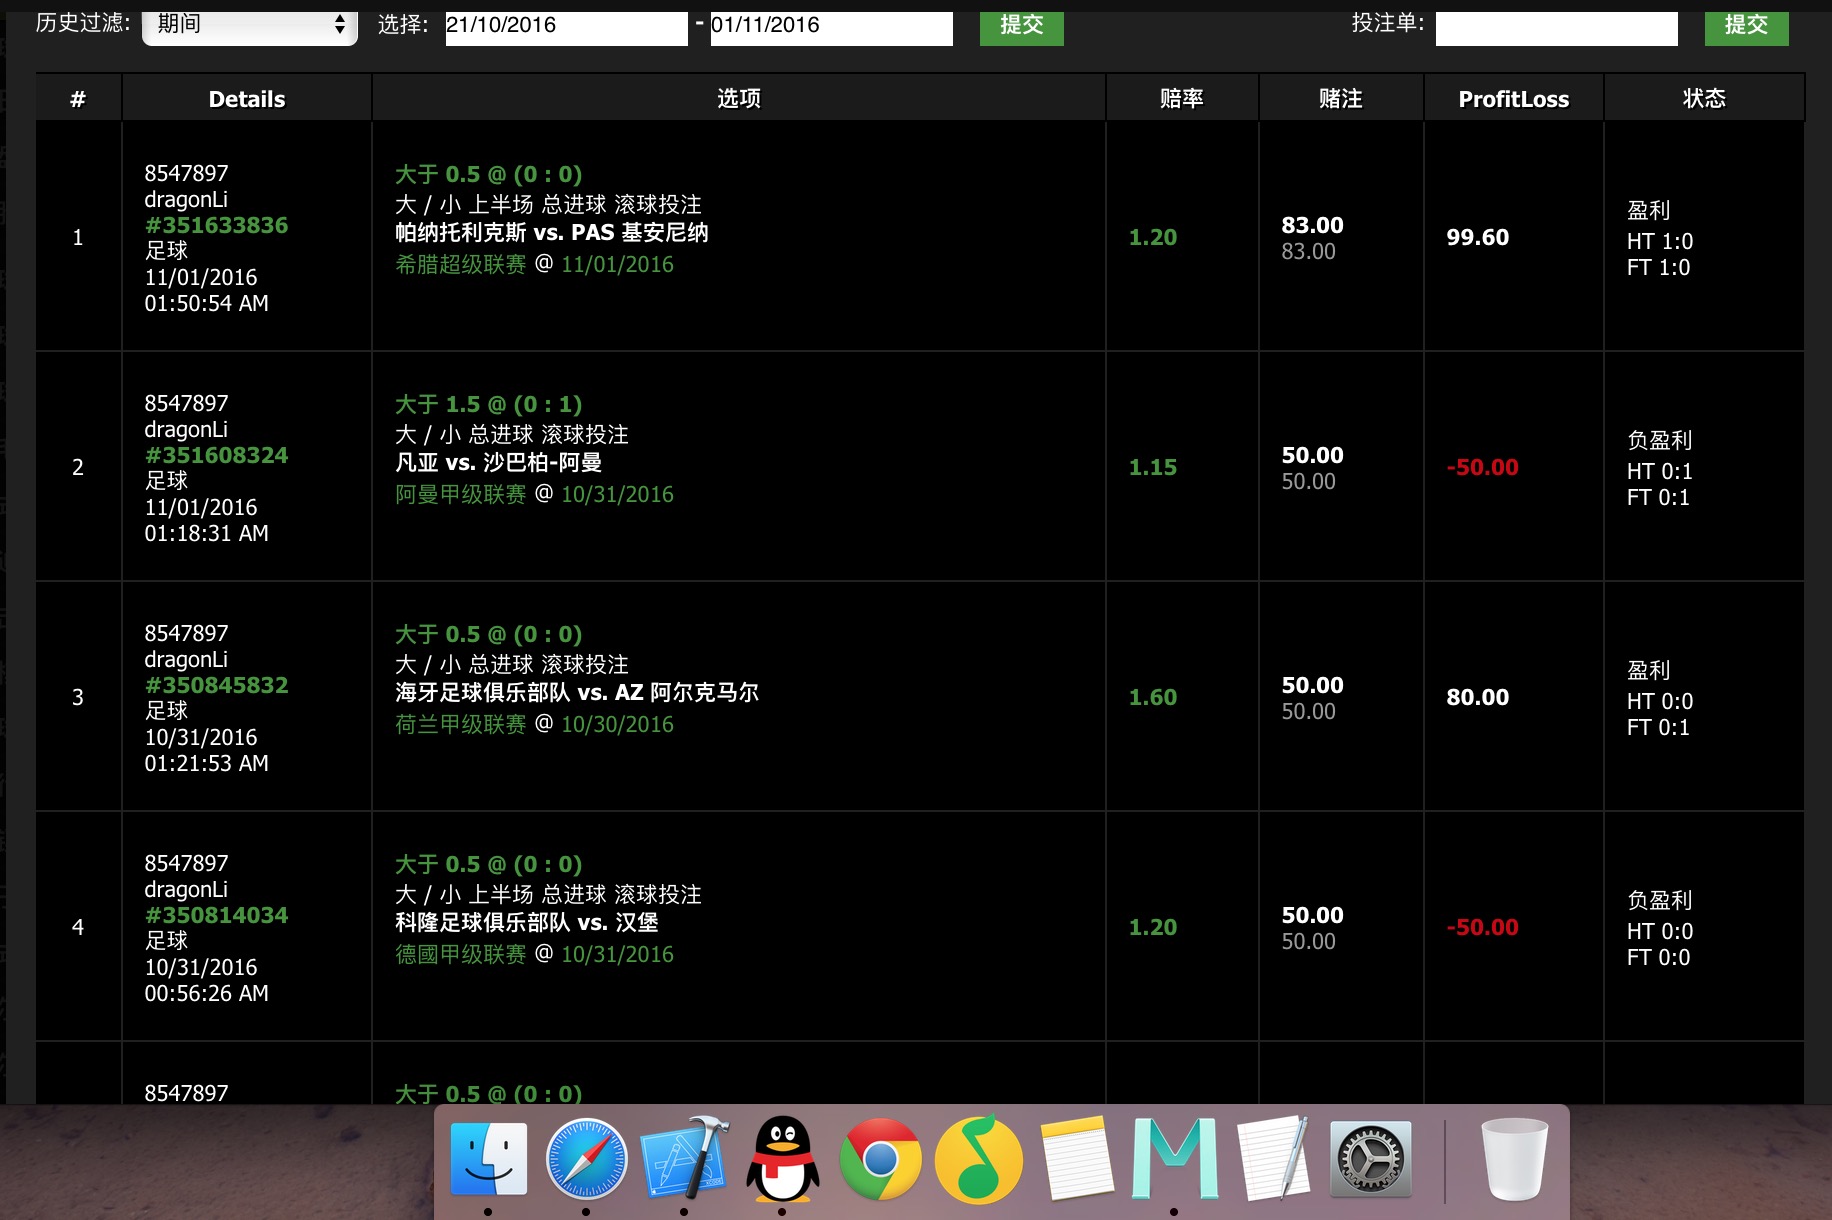 历史过滤: 期间 选择: 21/10/2016 - 01/11/2016 提交 投注单: 提交
# Details 选项 赔率 赌注 ProfitLoss 状态
1
8547897
dragonLi
#351633836
足球
11/01/2016
01:50:54 AM
大于 0.5 @ (0 : 0)
大 / 小 上半场 总进球 滚球投注
帕纳托利克斯 vs. PAS 基安尼纳
希腊超级联赛 @ 11/01/2016
1.20
83.00
83.00
99.60
盈利
HT 1:0
FT 1:0
2
8547897
dragonLi
#351608324
足球
11/01/2016
01:18:31 AM
大于 1.5 @ (0 : 1)
大 / 小 总进球 滚球投注
凡亚 vs. 沙巴柏-阿曼
阿曼甲级联赛 @ 10/31/2016
1.15
50.00
50.00
-50.00
负盈利
HT 0:1
FT 0:1
3
8547897
dragonLi
#350845832
足球
10/31/2016
01:21:53 AM
大于 0.5 @ (0 : 0)
大 / 小 总进球 滚球投注
海牙足球俱乐部队 vs. AZ 阿尔克马尔
荷兰甲级联赛 @ 10/30/2016
1.60
50.00
50.00
80.00
盈利
HT 0:0
FT 0:1
4
8547897
dragonLi
#350814034
足球
10/31/2016
00:56:26 AM
大于 0.5 @ (0 : 0)
大 / 小 上半场 总进球 滚球投注
科隆足球俱乐部队 vs. 汉堡
德國甲级联赛 @ 10/31/2016
1.20
50.00
50.00
-50.00
负盈利
HT 0:0
FT 0:0
8547897
大于 0.5 @ (0 : 0)